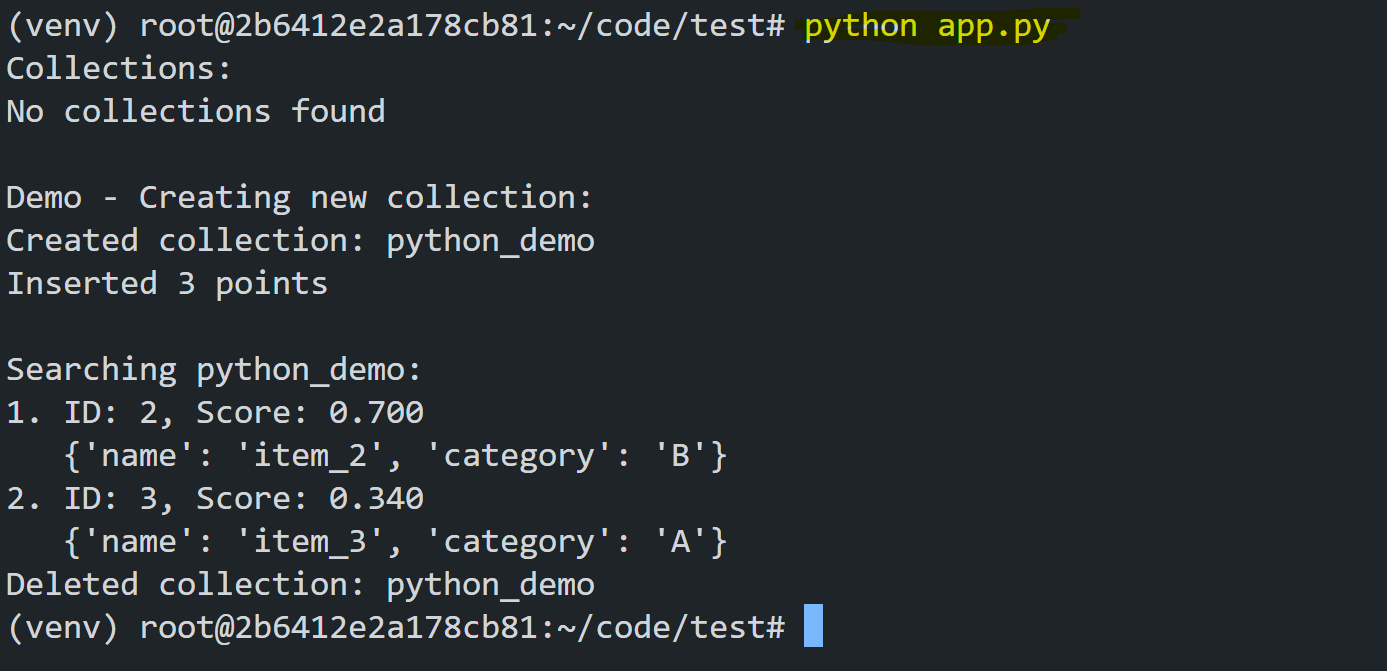 (venv) root@2b6412e2a178cb81:~/code/test# python app.py
Collections:
No collections found

Demo - Creating new collection:
Created collection: python_demo
Inserted 3 points

Searching python_demo:
1. ID: 2, Score: 0.700
   {'name': 'item_2', 'category': 'B'}
2. ID: 3, Score: 0.340
   {'name': 'item_3', 'category': 'A'}
Deleted collection: python_demo
(venv) root@2b6412e2a178cb81:~/code/test#